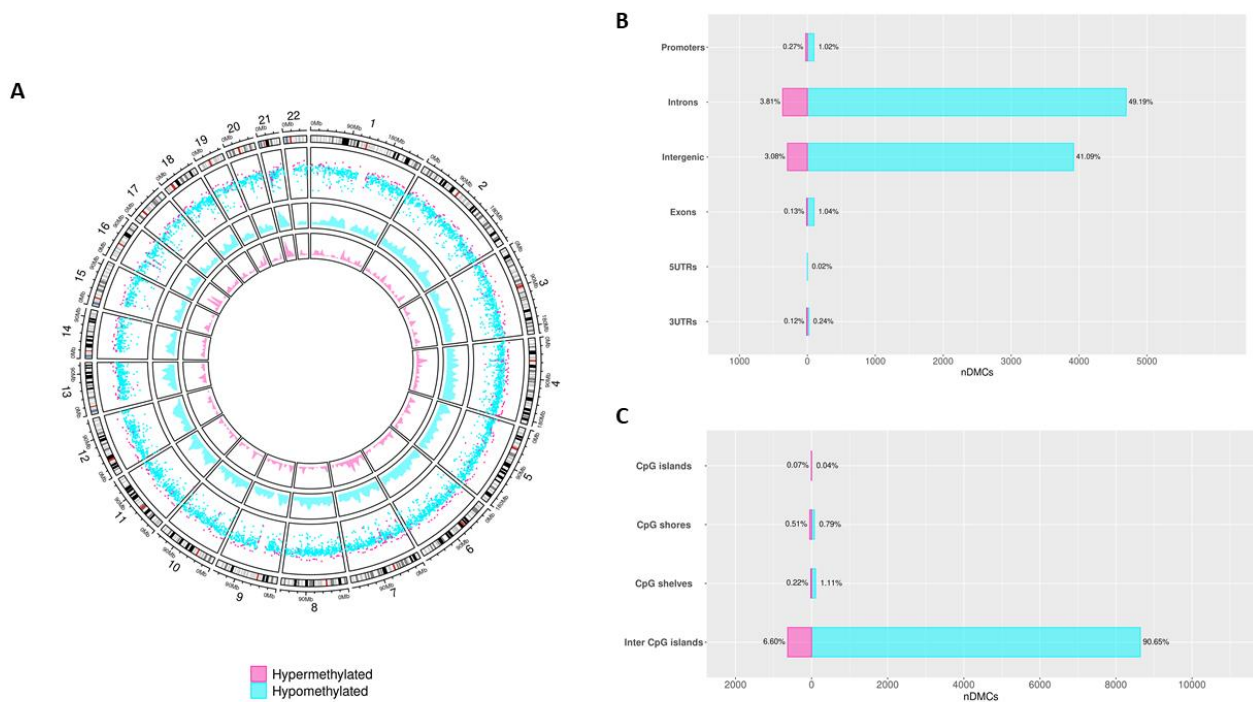 A
1
2
3
4
5
6
7
8
9
10
11
12
13
14
15
16
17
18
19
20
21
22
0Mb
90Mb
180Mb
Hypermethylated
Hypomethylated
B
Promoters
0.27% 1.02%
Introns
3.81% 49.19%
Intergenic
3.08% 41.09%
Exons
0.13% 1.04%
5UTRs
0.02%
3UTRs
0.12% 0.24%
1000 0 1000 2000 3000 4000 5000
nDMCs
C
CpG islands
0.07% 0.04%
CpG shores
0.51% 0.79%
CpG shelves
0.22% 1.11%
Inter CpG islands
6.60% 90.65%
2000 0 2000 4000 6000 8000 10000
nDMCs